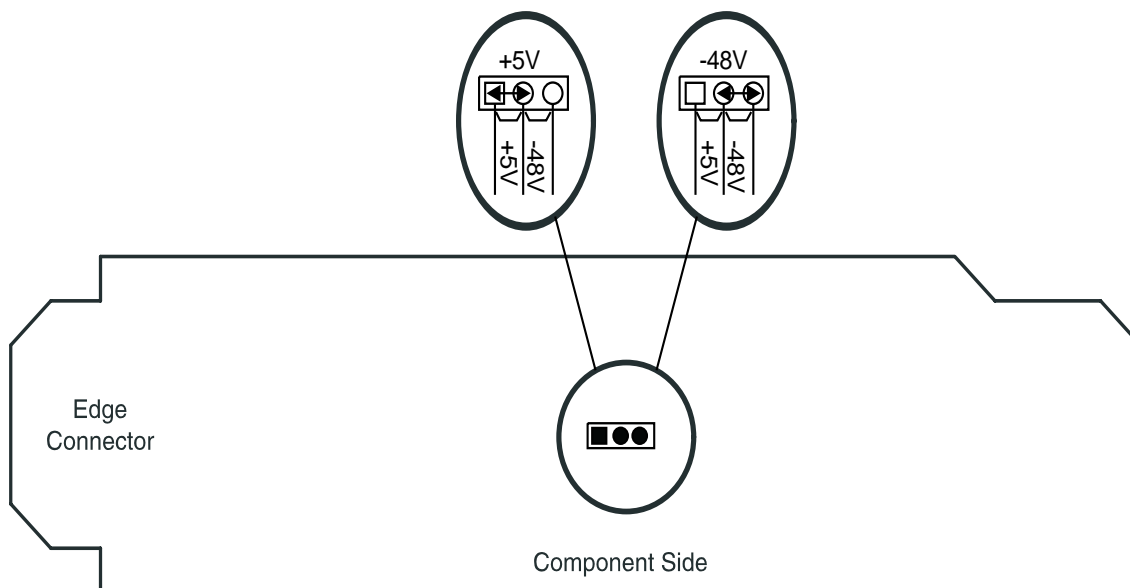 +5V
+5V
-48V
-48V
+5V
-48V
Edge
Connector
Component Side